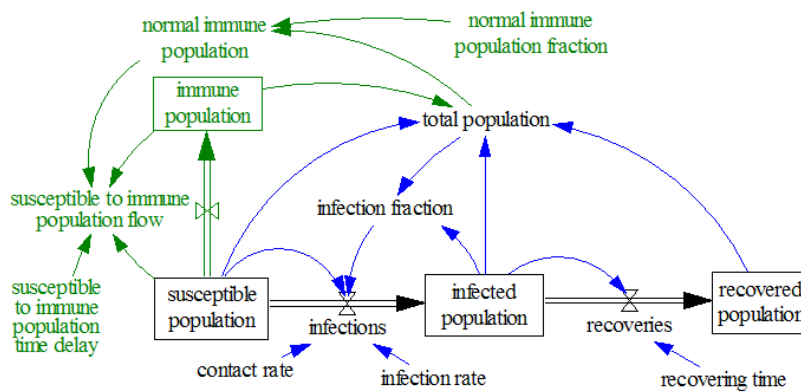 normal immune
population
normal immune
population fraction
immune
population
total population
susceptible to immune
population flow
infection fraction
susceptible
to immune
population
time delay
susceptible
population
infections
infected
population
recoveries
recovered
population
contact rate
infection rate
recovering time